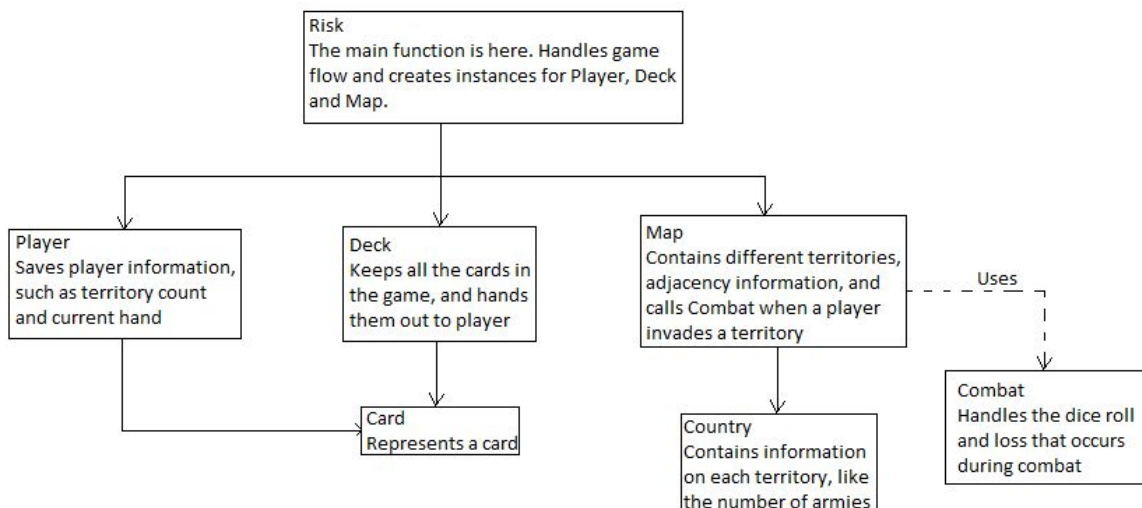 Risk
The main function is here. Handles game
flow and creates instances for Player, Deck
and Map.
Player
Saves player information,
such as territory count
and current hand
Deck
Keeps all the cards in
the game, and hands
them out to player
Map
Contains different territories,
adjacency information, and
calls Combat when a player
invades a territory
Uses
Combat
Handles the dice roll
and loss that occurs
during combat
Card
Represents a card
Country
Contains information
on each territory, like
the number of armies